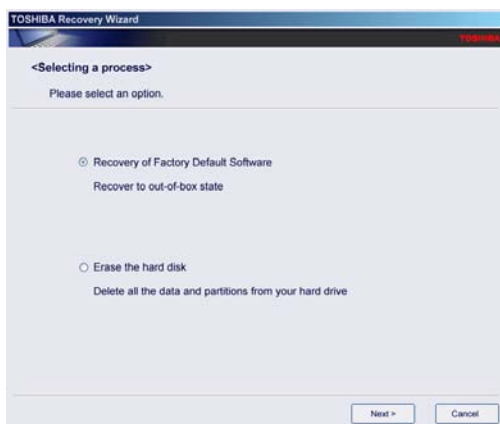 TOSHIBA Recovery Wizard
TOSHIBA
<Selecting a process>
Please select an option.
Recovery of Factory Default Software
Recover to out-of-box state
Erase the hard disk
Delete all the data and partitions from your hard drive
Next >
Cancel